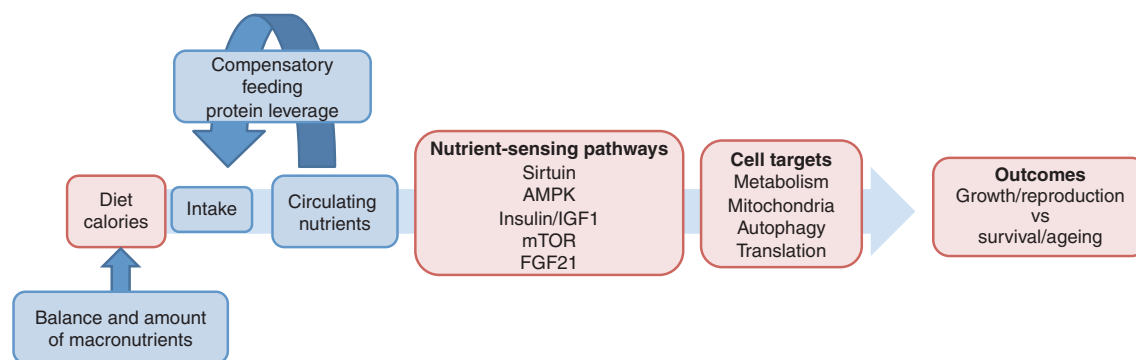 Compensatory
feeding
protein leverage
Diet
calories
Intake
Circulating
nutrients
Nutrient-sensing pathways
Sirtuin
AMPK
Insulin/IGF1
mTOR
FGF21
Cell targets
Metabolism
Mitochondria
Autophagy
Translation
Outcomes
Growth/reproduction
vs
survival/ageing
Balance and amount
of macronutrients